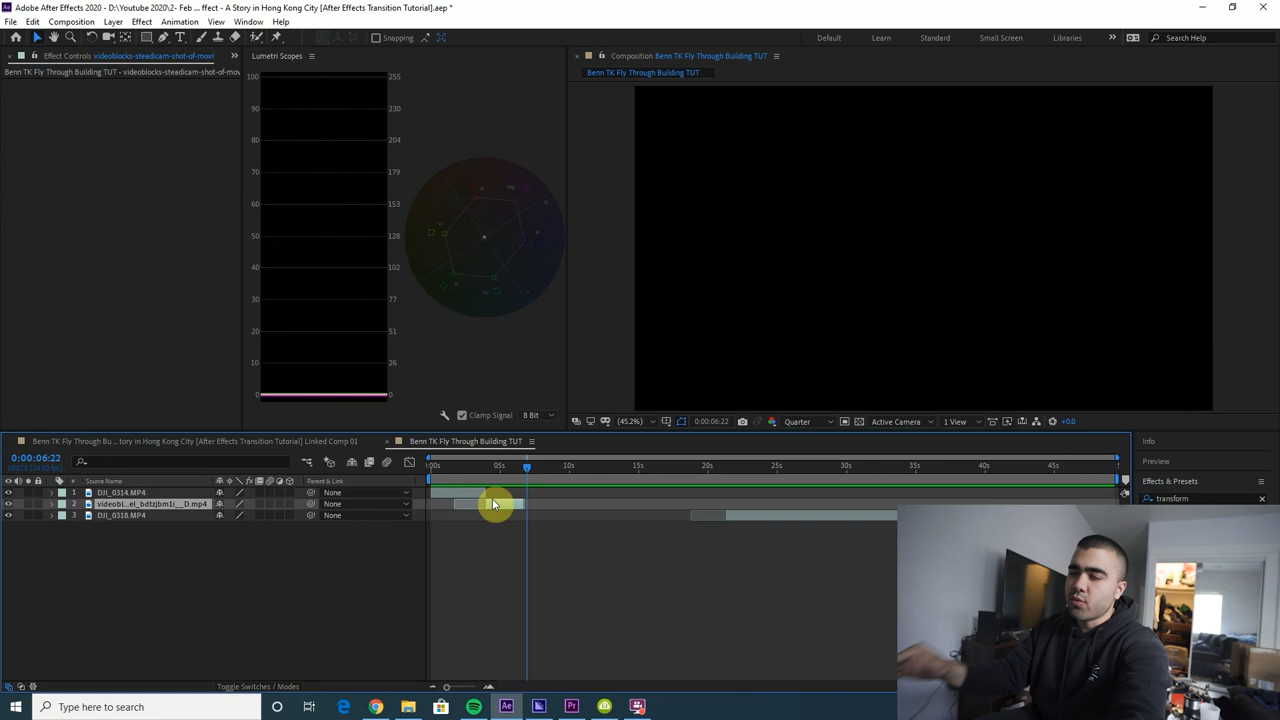 Adobe After Effects 2020 - D:\Youtube 2020\2- Feb ... ffect - A Story in Hong Kong City [After Effects Transition Tutorial].aep *
File Edit Composition Layer Effect Animation View Window Help
Snapping
Default Learn Standard Small Screen Libraries Search Help
Effect Controls videoblocks-steadicam-shot-of-movi
Lumetri Scopes
Composition Benn TK Fly Through Building TUT
Benn TK Fly Through Building TUT • videoblocks-steadicam-shot-of-mov
Benn TK Fly Through Building TUT
100 255
90 230
80 204
70 179
60 153
50 128
40 102
30 77
20 51
10 26
0 0
Clamp Signal 8 Bit
(45.2%) 0:00:06:22 Quarter Active Camera 1 View +0.0
Benn TK Fly Through Bu ... tory in Hong Kong City [After Effects Transition Tutorial] Linked Comp 01
Benn TK Fly Through Building TUT
Info
0:00:06:22
:00s 05s 10s 15s 20s 25s 30s 35s 40s 45s
Preview
# Source Name Parent & Link
Effects & Presets
1 DJI_0314.MP4 None
transform
2 videobl...el_bdtzjbm1i__D.mp4 None
3 DJI_0318.MP4 None
Toggle Switches / Modes
Type here to search